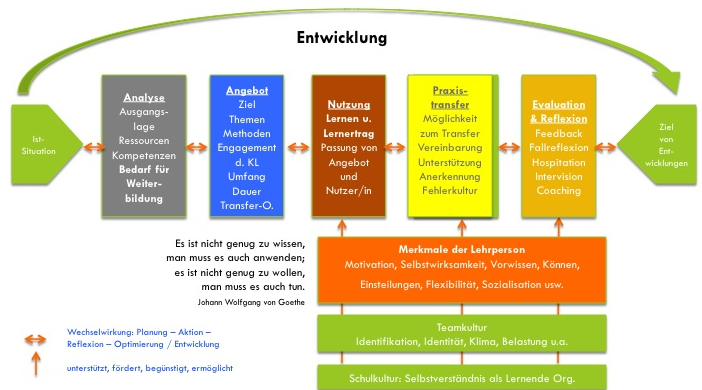 Entwicklung
Ist-
Situation
Analyse
Ausgangs-
lage
Ressourcen
Kompetenzen
Bedarf für
Weiter-
bildung
Angebot
Ziel
Themen
Methoden
Engagement
d. KL
Umfang
Dauer
Transfer-O.
Nutzung
Lernen u.
Lernertrag
Passung von
Angebot
und
Nutzer/in
Praxis-
transfer
Möglichkeit
zum Transfer
Vereinbarung
Unterstützung
Anerkennung
Fehlerkultur
Evaluation
& Reflexion
Feedback
Fallreflexion
Hospitation
Intervision
Coaching
Ziel
von
Ent-
wicklungen
Es ist nicht genug zu wissen,
man muss es auch anwenden;
es ist nicht genug zu wollen,
man muss es auch tun.
Johann Wolfgang von Goethe
Merkmale der Lehrperson
Motivation, Selbstwirksamkeit, Vorwissen, Können,
Einstellungen, Flexibilität, Sozialisation usw.
Teamkultur
Identifikation, Identität, Klima, Belastung u.a.
Schulkultur: Selbstverständnis als Lernende Org.
Wechselwirkung: Planung – Aktion –
Reflexion – Optimierung / Entwicklung
unterstützt, fördert, begünstigt, ermöglicht